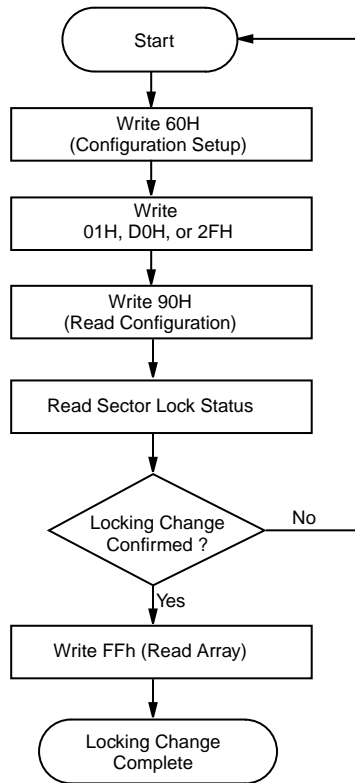 Start
Write 60H
(Configuration Setup)
Write
01H, D0H, or 2FH
Write 90H
(Read Configuration)
Read Sector Lock Status
Locking Change
Confirmed ?
No
Yes
Write FFh (Read Array)
Locking Change
Complete